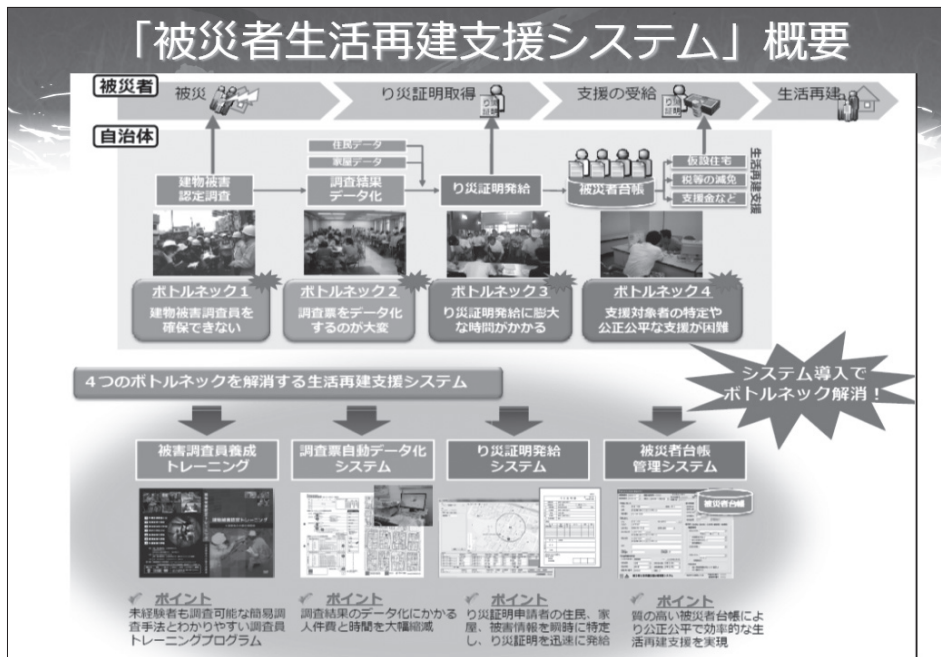 「被災者生活再建支援システム」概要
被災者
被災
り災証明取得
支援の受給
生活再建
自治体
住民データ
家屋データ
建物被害
認定調査
調査結果
データ化
り災証明発給
被災者台帳
仮設住宅
税等の減免
支援金など
生活再建支援
ボトルネック1
建物被害調査員を
確保できない
ボトルネック2
調査票をデータ化
するのが大変
ボトルネック3
り災証明発給に膨大
な時間がかかる
ボトルネック4
支援対象者の特定や
公正公平な支援が困難
4つのボトルネックを解消する生活再建支援システム
システム導入で
ボトルネック解消!
被害調査員養成
トレーニング
調査票自動データ化
システム
り災証明発給
システム
被災者台帳
管理システム
被災者台帳
ポイント
未経験者も調査可能な簡易調
査手法とわかりやすい調査員
トレーニングプログラム
ポイント
調査結果のデータ化にかかる
人件費と時間を大幅縮減
ポイント
り災証明申請者の住民、家
屋、被害情報を瞬時に特定
し、り災証明を迅速に発給
ポイント
質の高い被災者台帳によ
り公正公平で効率的な生
活再建支援を実現